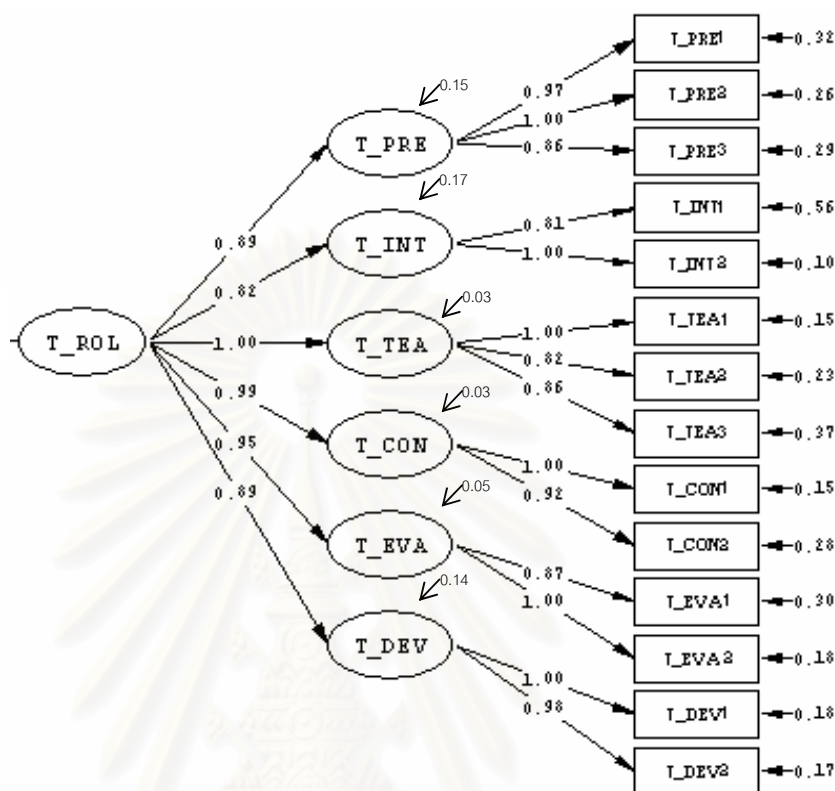 T_PRE1
0.32
0.15
0.97
T_PRE2
0.26
1.00
T_PRE
0.86
T_PRE3
0.29
0.17
T_INT1
0.56
0.81
0.89
T_INT
1.00
T_INT2
0.10
0.82
0.03
T_TEA1
0.15
1.00
T_ROL
1.00
T_TEA
0.82
T_TEA2
0.23
0.86
0.99
0.03
T_TEA3
0.37
0.95
T_CON
1.00
T_CON1
0.15
0.92
0.89
0.05
T_CON2
0.28
T_EVA
0.87
T_EVA1
0.30
0.14
1.00
T_DEV
T_EVA2
0.18
1.00
T_DEV1
0.18
0.98
T_DEV2
0.17